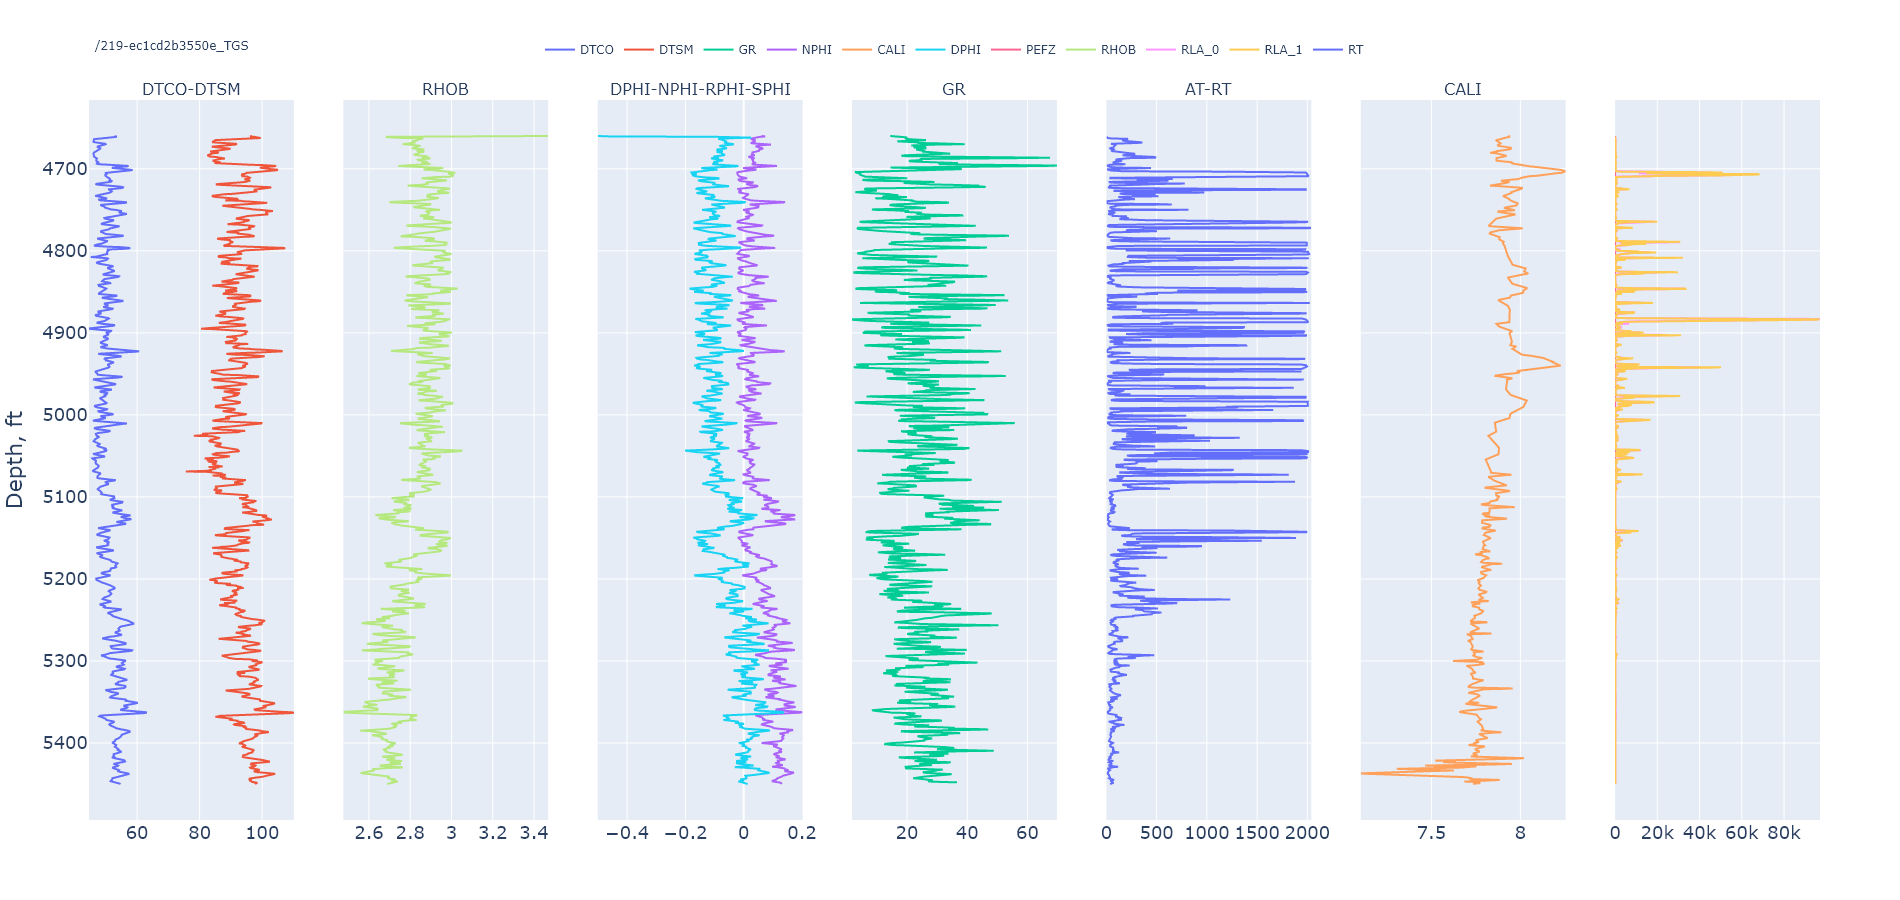 /219-ec1cd2b3550e_TGS
DTCO DTSM GR NPHI CALI DPHI PEFZ RHOB RLA_0 RLA_1 RT
DTCO-DTSM RHOB DPHI-NPHI-RPHI-SPHI GR AT-RT CALI
Depth, ft
4700
4800
4900
5000
5100
5200
5300
5400
60 80 100 2.6 2.8 3 3.2 3.4 −0.4 −0.2 0 0.2 20 40 60 0 500 1000 1500 2000 7.5 8 0 20k 40k 60k 80k